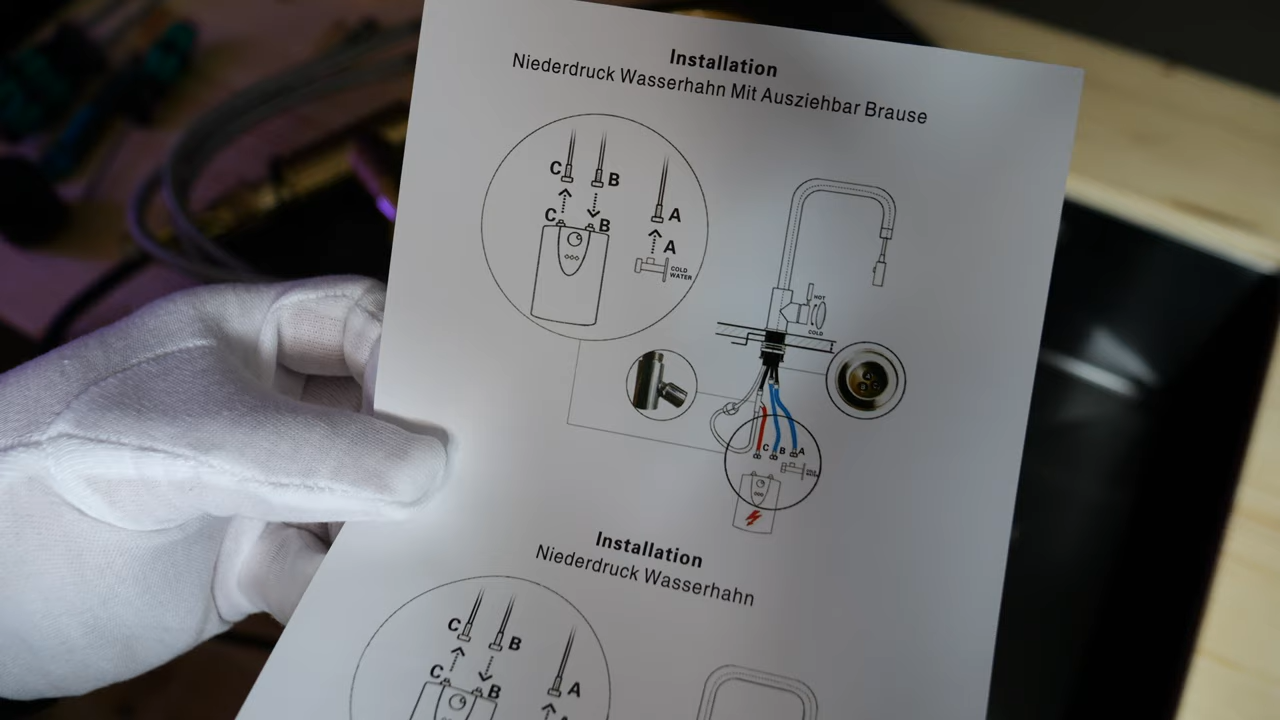 Installation
Niederdruck Wasserhahn Mit Ausziehbar Brause
C B
C B
A
A
COLD
WATER
HOT
COLD
C B A
Installation
Niederdruck Wasserhahn
C B
C B
A